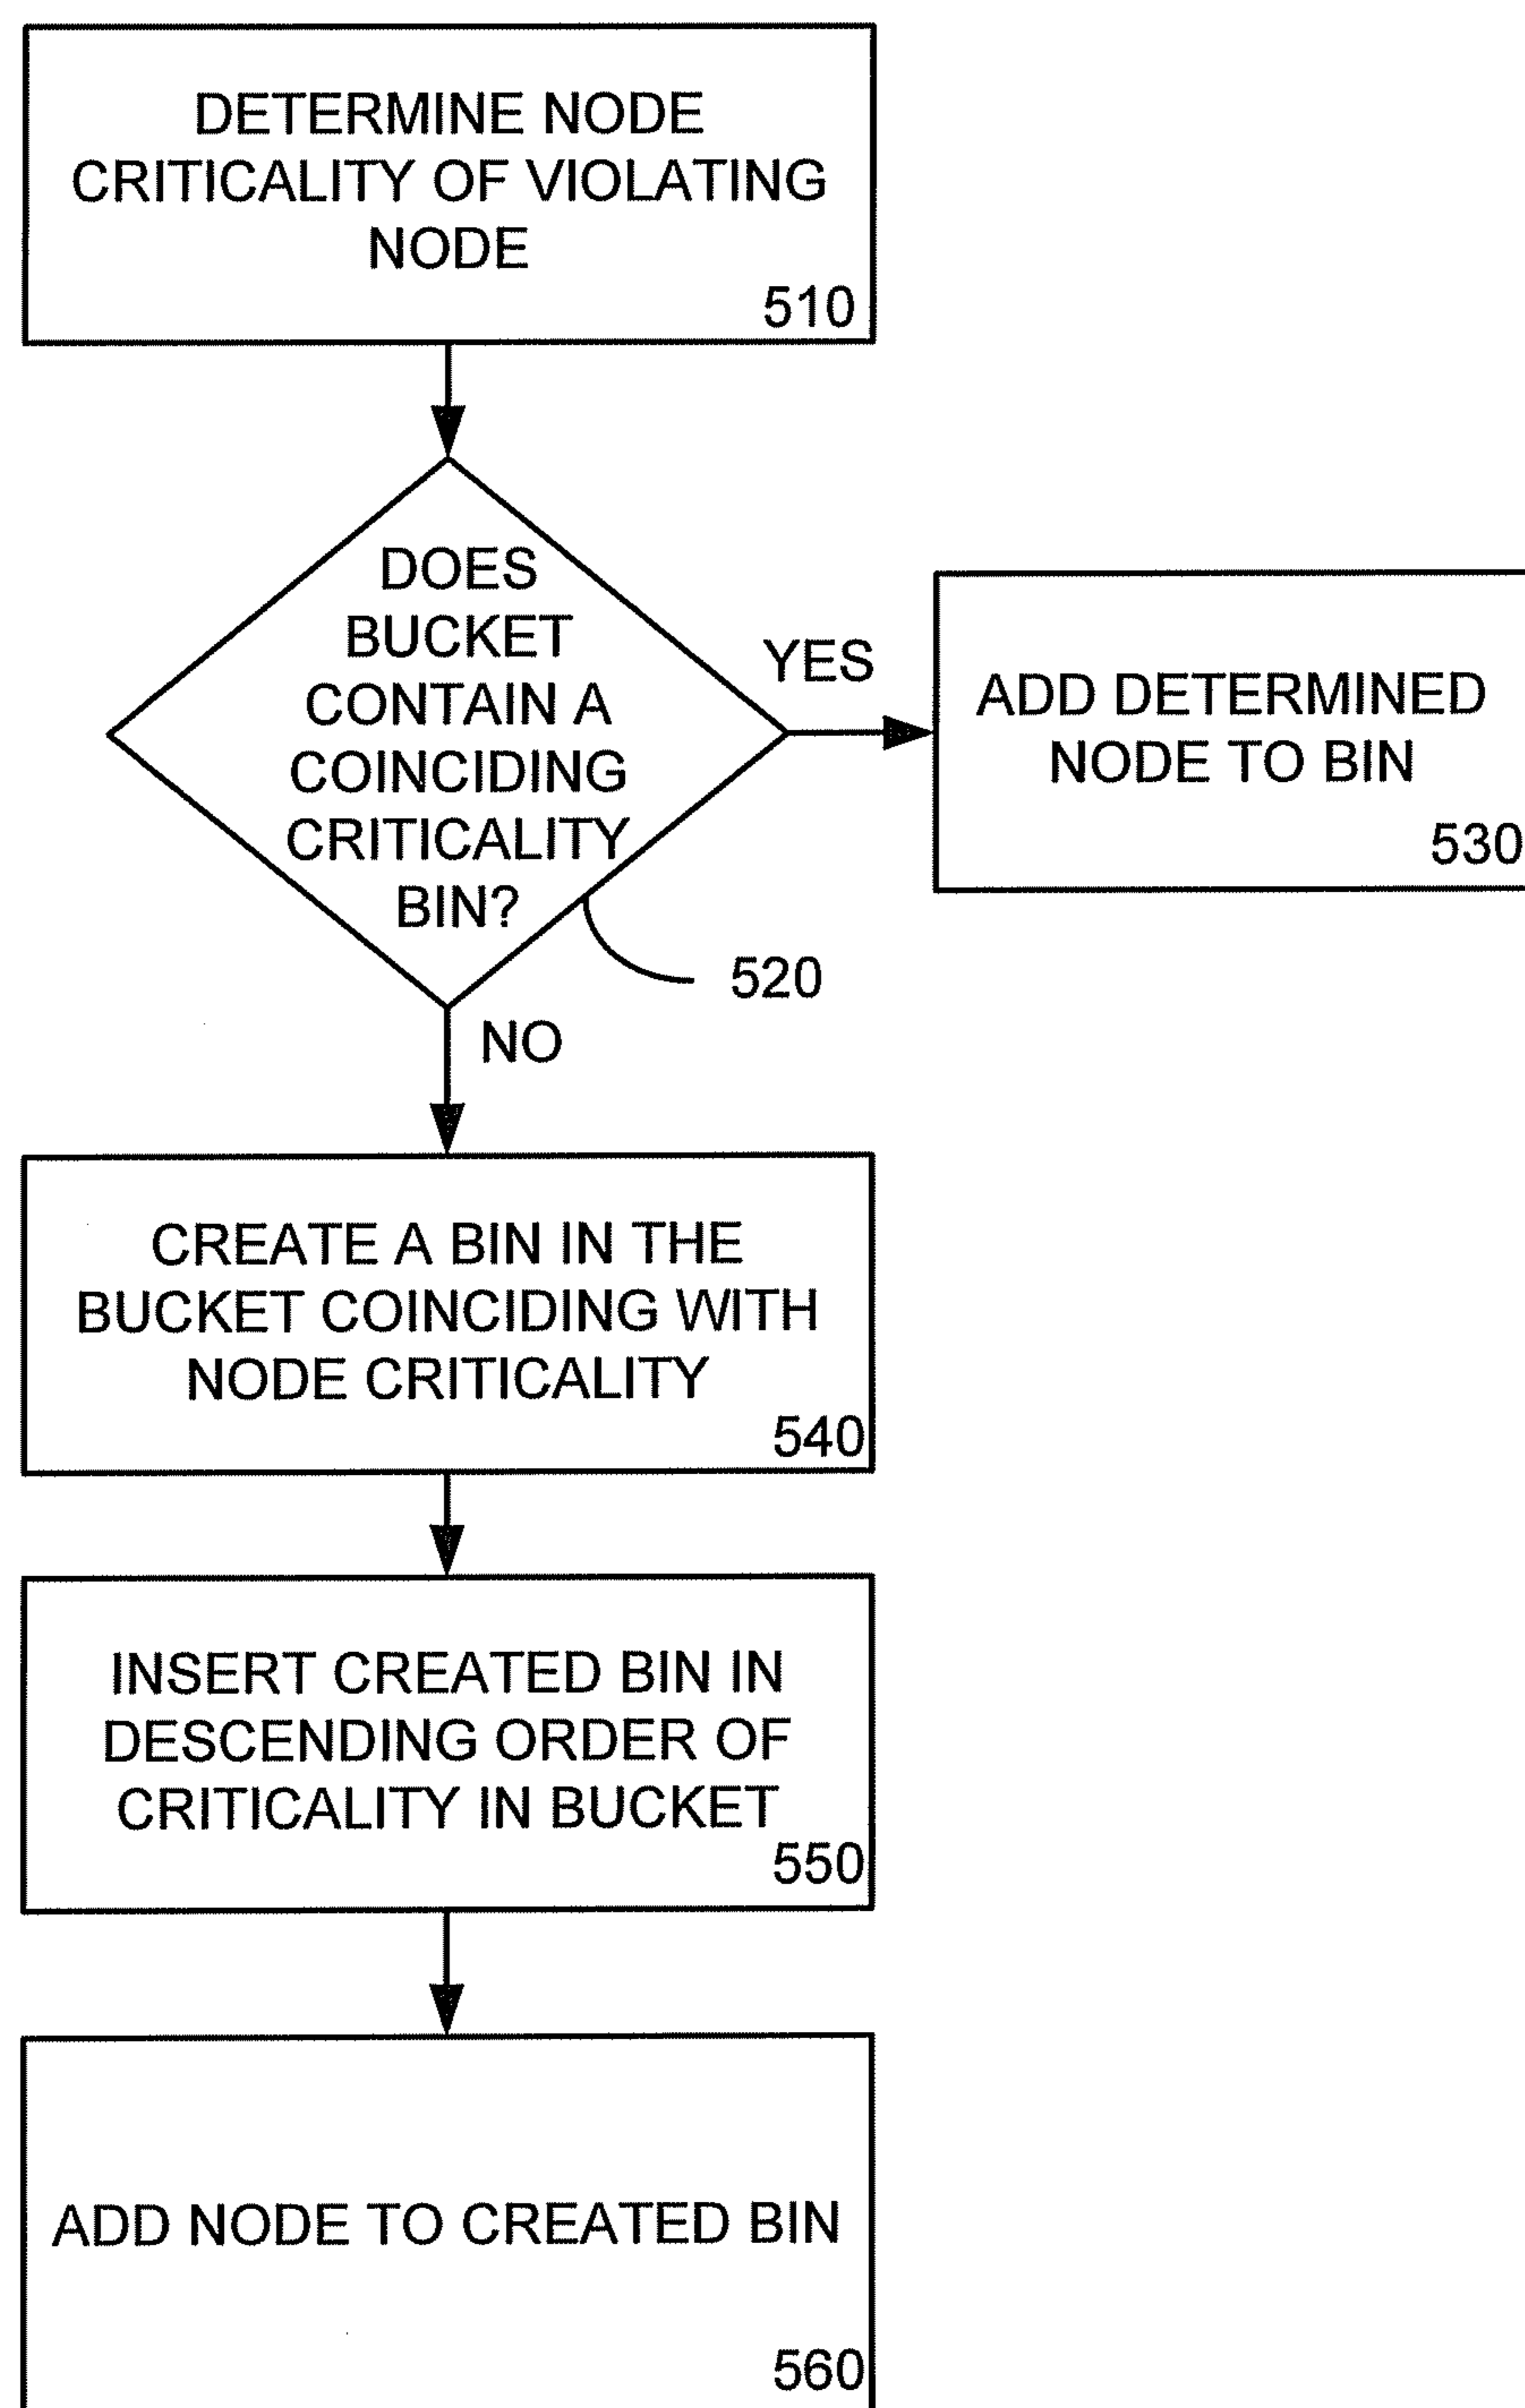 DETERMINE NODE
CRITICALITY OF VIOLATING
NODE
510
DOES
BUCKET
CONTAIN A
COINCIDING
CRITICALITY
BIN?
520
YES
ADD DETERMINED
NODE TO BIN
530
NO
CREATE A BIN IN THE
BUCKET COINCIDING WITH
NODE CRITICALITY
540
INSERT CREATED BIN IN
DESCENDING ORDER OF
CRITICALITY IN BUCKET
550
ADD NODE TO CREATED BIN
560